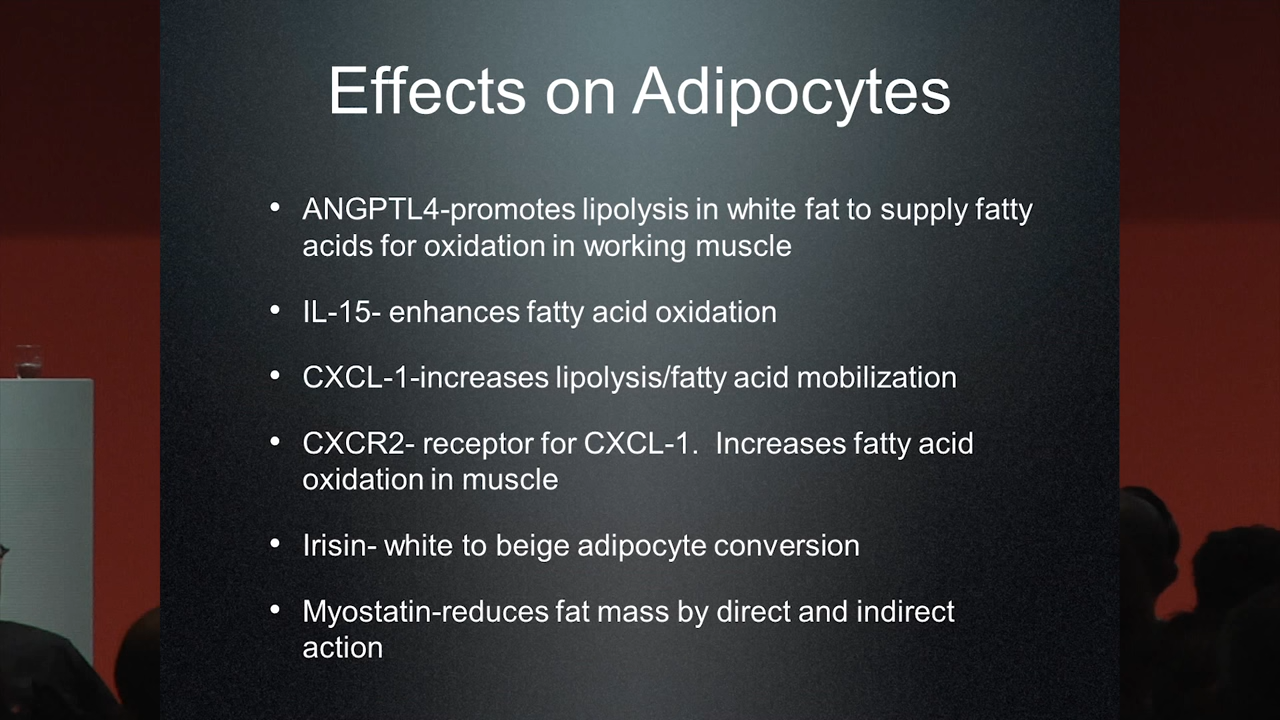 Effects on Adipocytes
• ANGPTL4-promotes lipolysis in white fat to supply fatty
acids for oxidation in working muscle
• IL-15- enhances fatty acid oxidation
• CXCL-1-increases lipolysis/fatty acid mobilization
• CXCR2- receptor for CXCL-1.  Increases fatty acid
oxidation in muscle
• Irisin- white to beige adipocyte conversion
• Myostatin-reduces fat mass by direct and indirect
action